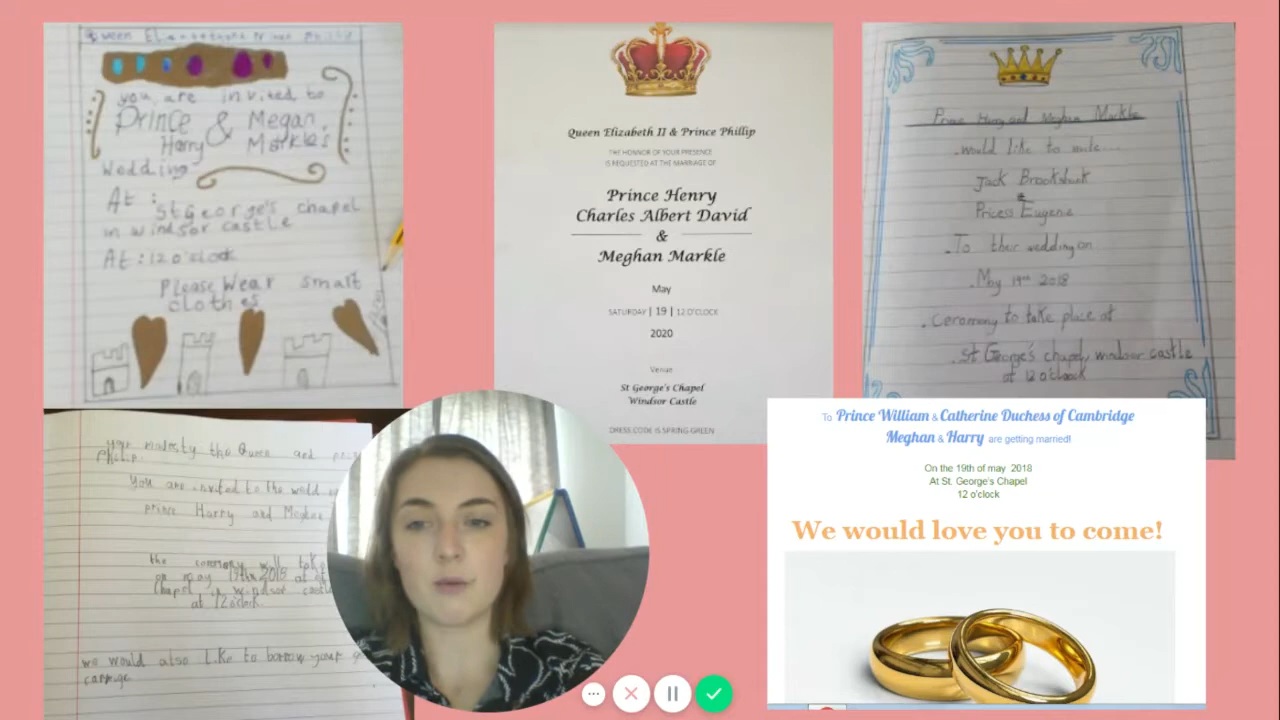 you are invited to
Prince Harry & Megan Markle's
Wedding
At :
St George's chapel
in windsor castle
At : 12 o'clock
Please Wear smart
clothes
Queen Elizabeth II & Prince Phillip
THE HONNOR OF YOUR PRESENCE
IS REQUESTED AT THE MARRIAGE OF
Prince Henry
Charles Albert David
&
Meghan Markle
May
SATURDAY | 19 | 12 O'CLOCK
2020
Venue
St George's Chapel
Windsor Castle
DRESS CODE IS SPRING GREEN
Prince Harry and Meghan Markle
would like to invite....
Jack Brooksbank
&
Pricess Eugenie
To their wedding on
May 19th 2018
Ceremony to take place at
St George's chapel, windsor castle
at 12 o'clock
your majesty the Queen and
Philip.
You are invited to the
prince Harry and
the ceremony will
on may 19th 2018 at
Chapel in windsor
at 12 o'clock.
we would also like to borrow your
carrige
To Prince William & Catherine Duchess of Cambridge
Meghan & Harry are getting married!
On the 19th of may 2018
At St. George's Chapel
12 o'clock
We would love you to come!